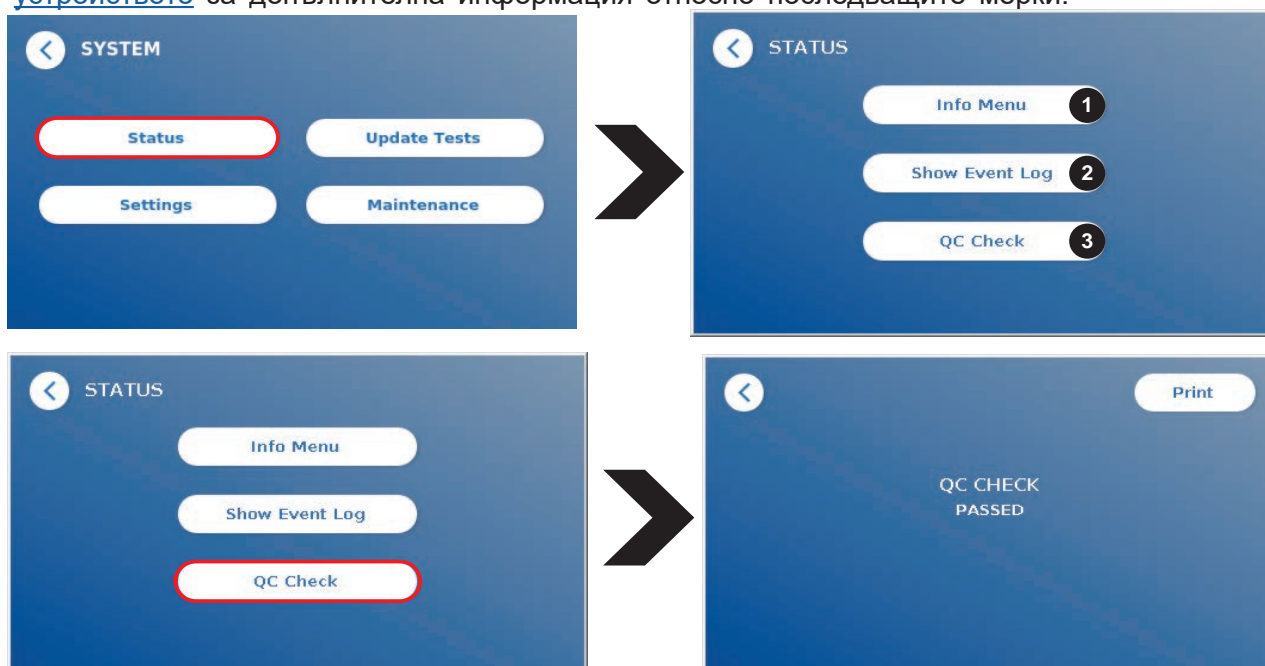 устройството за допълнителна информация относно последващите мерки.
SYSTEM
Status
Update Tests
Settings
Maintenance
STATUS
Info Menu 1
Show Event Log 2
QC Check 3
STATUS
Info Menu
Show Event Log
QC Check
Print
QC CHECK
PASSED